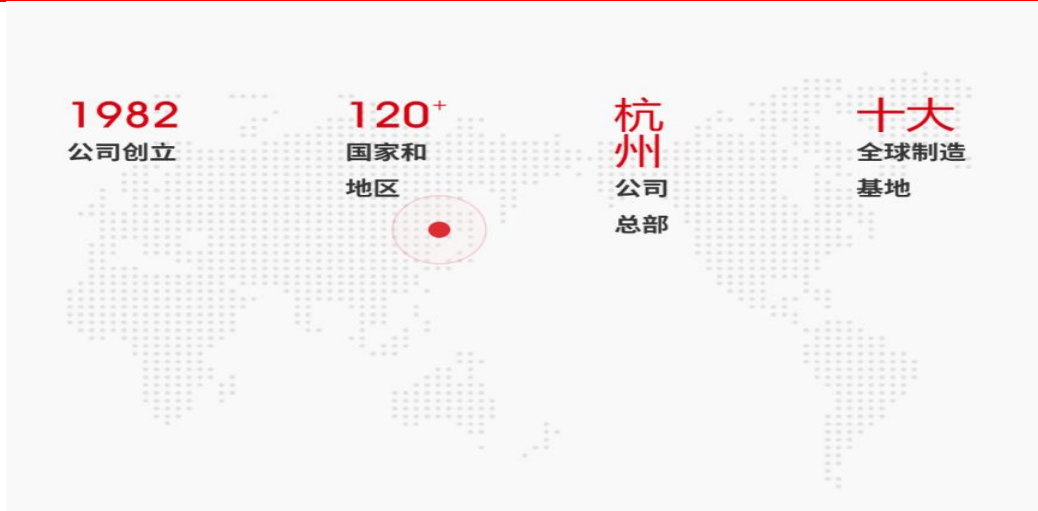 1982
公司创立
120+
国家和
地区
杭
州
公司
总部
十大
全球制造
基地